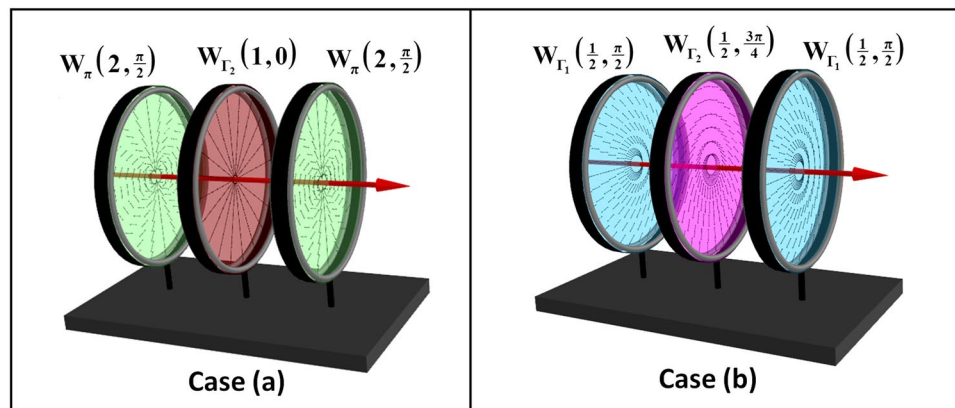 W_π(2, π/2) W_Γ₂(1, 0) W_π(2, π/2)
Case (a)
W_Γ₁(1/2, π/2) W_Γ₂(1/2, 3π/4) W_Γ₁(1/2, π/2)
Case (b)